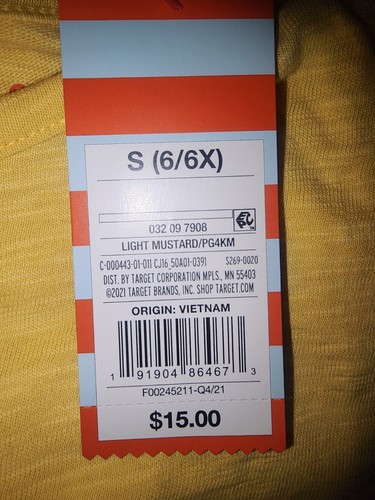 S (6/6X)
032 09 7908
LIGHT MUSTARD/PG4KM
C-000443-01-011 CJ16_50A01-0391 S269-0020
DIST. BY TARGET CORPORATION MPLS., MN 55403
©2021 TARGET BRANDS, INC. SHOP TARGET.COM
ORIGIN: VIETNAM
1 91904 86467 3
F00245211-Q4/21
$15.00